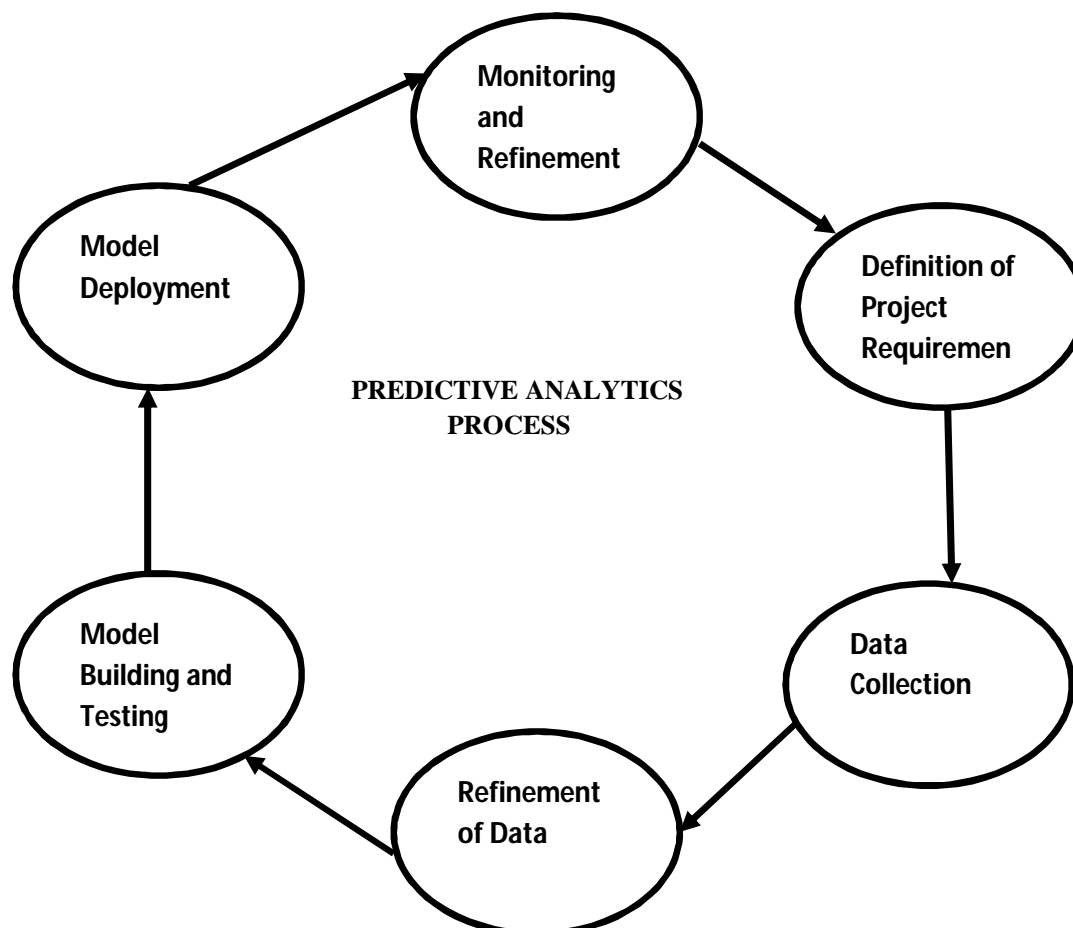 Monitoring
and
Refinement
Model
Deployment
Definition of
Project
Requiremen
PREDICTIVE ANALYTICS
PROCESS
Model
Building and
Testing
Data
Collection
Refinement
of Data